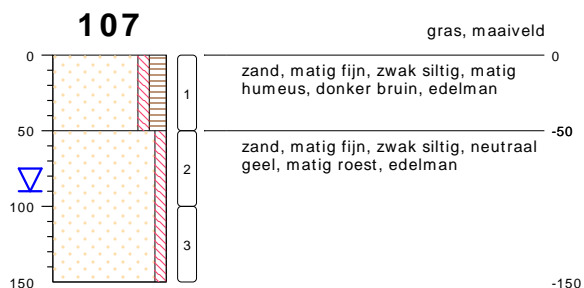 107
gras, maaiveld
0
0
zand, matig fijn, zwak siltig, matig
humeus, donker bruin, edelman
1
50
-50
zand, matig fijn, zwak siltig, neutraal
geel, matig roest, edelman
2
100
3
150
-150